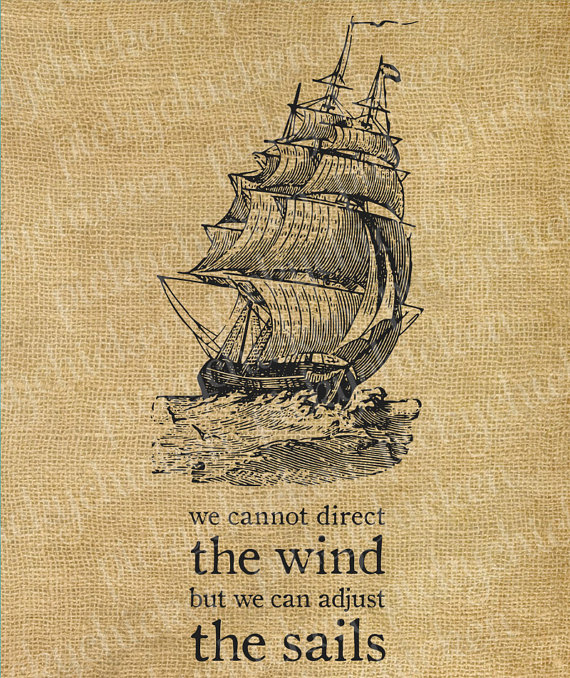 we cannot direct
the wind
but we can adjust
the sails